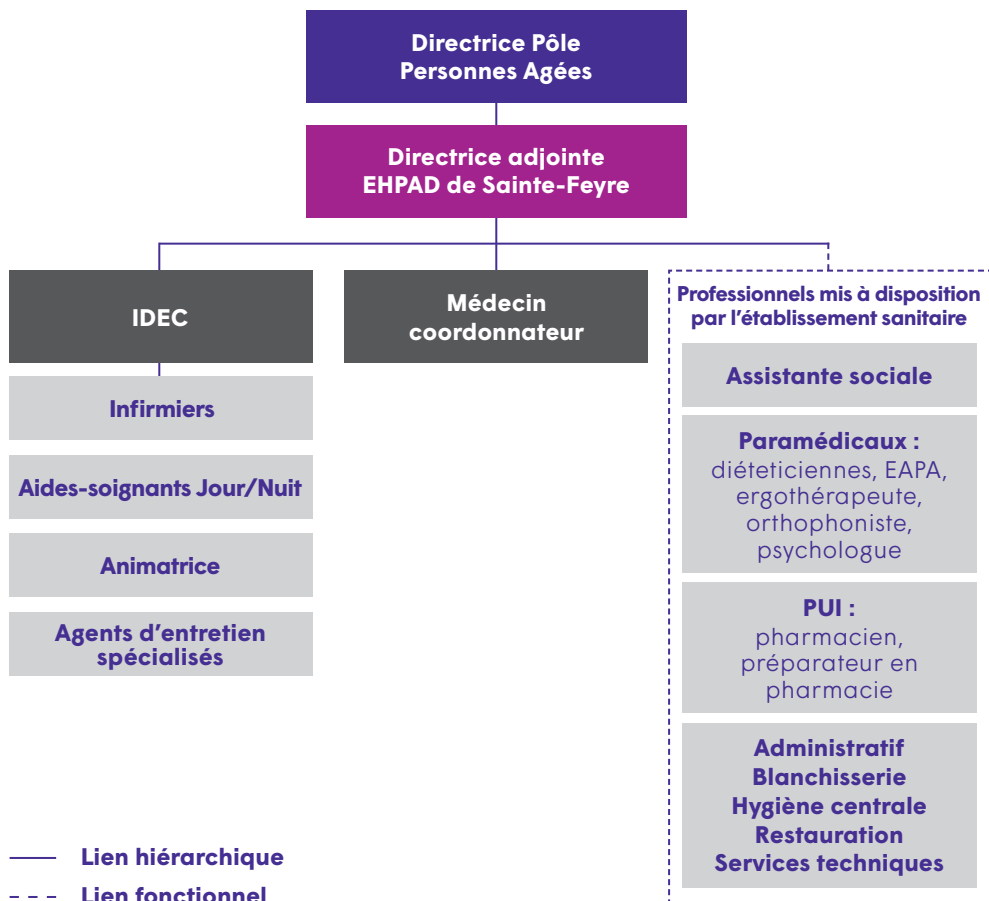 Directrice Pôle
Personnes Agées
Directrice adjointe
EHPAD de Sainte-Feyre
IDEC
Infirmiers
Aides-soignants Jour/Nuit
Animatrice
Agents d'entretien
spécialisés
Médecin
coordonnateur
Professionnels mis à disposition
par l'établissement sanitaire
Assistante sociale
Paramédicaux :
diéteticiennes, EAPA,
ergothérapeute,
orthophoniste,
psychologue
PUI :
pharmacien,
préparateur en
pharmacie
Administratif
Blanchisserie
Hygiène centrale
Restauration
Services techniques
Lien hiérarchique
Lien fonctionnel